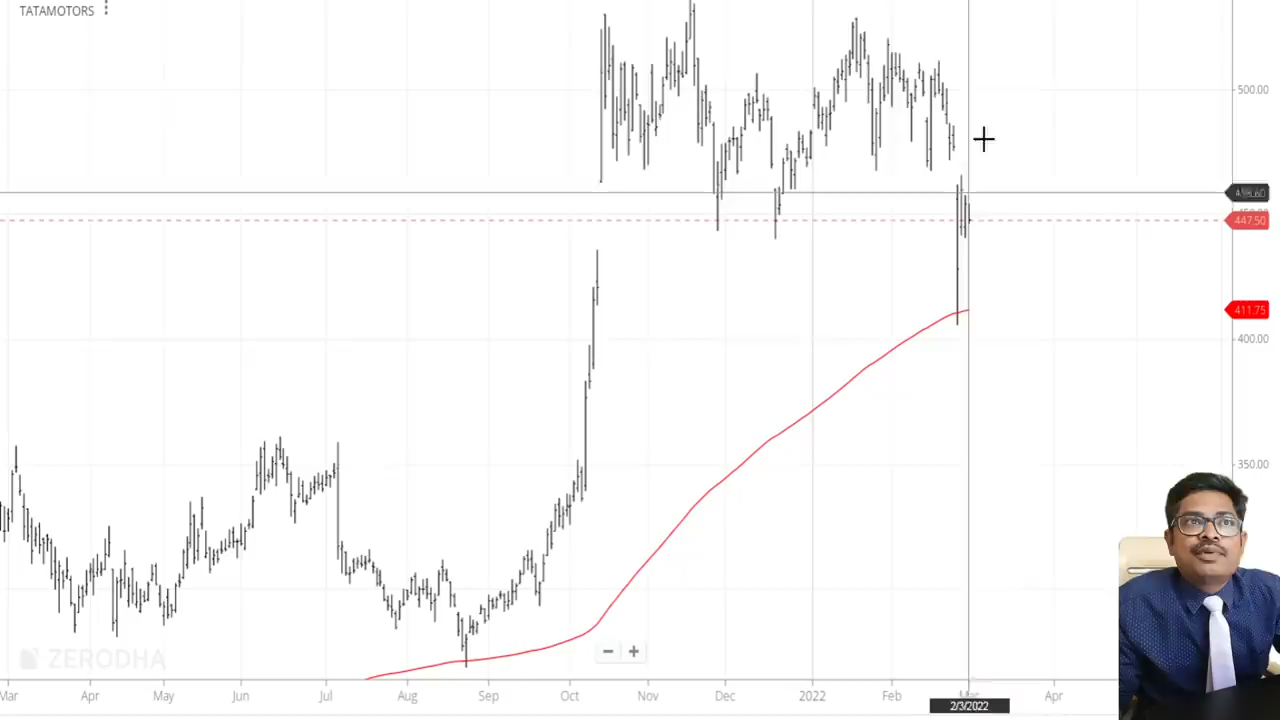 TATAMOTORS
500.00
447.50
411.75
400.00
350.00
ZERODHA
Mar Apr May Jun Jul Aug Sep Oct Nov Dec 2022 Feb Apr
2/3/2022